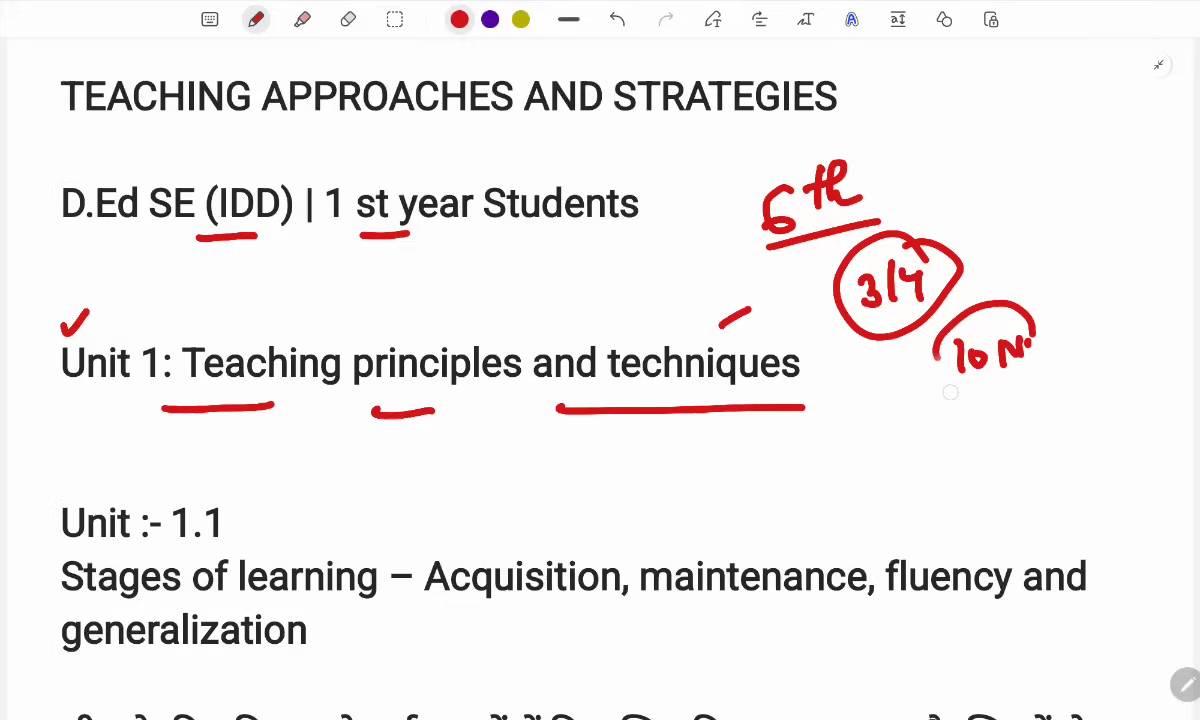 TEACHING APPROACHES AND STRATEGIES
D.Ed SE (IDD) | 1 st year Students
5th
3/4
10 N.
Unit 1: Teaching principles and techniques
Unit :- 1.1
Stages of learning – Acquisition, maintenance, fluency and
generalization